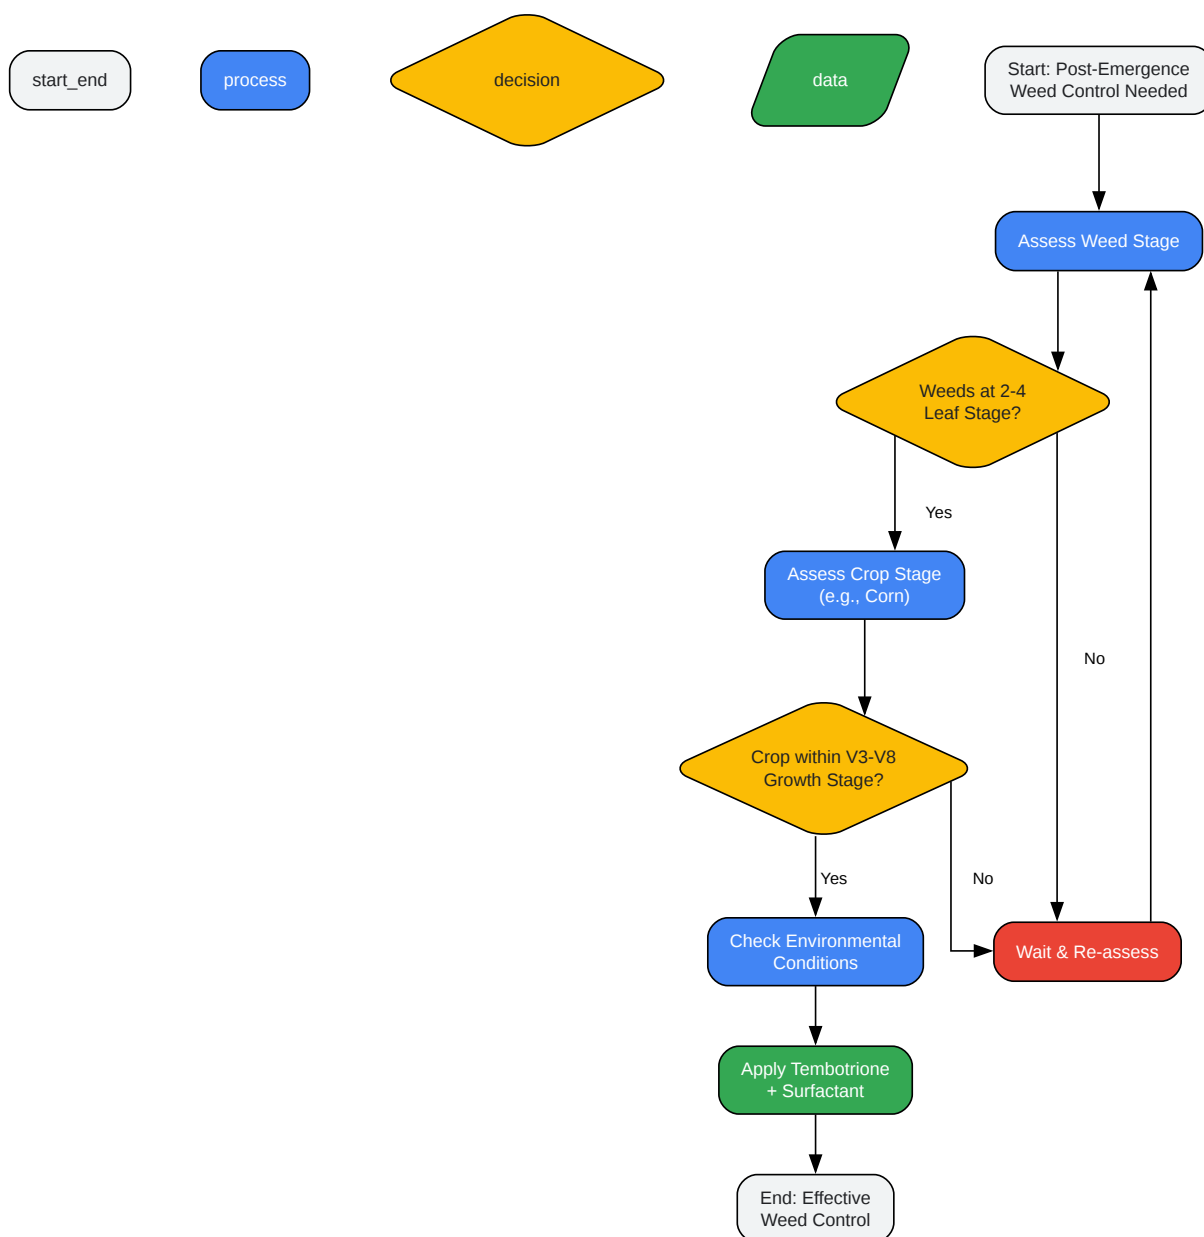 start_end
process
decision
data
Start: Post-Emergence
Weed Control Needed
Assess Weed Stage
Weeds at 2-4
Leaf Stage?
Yes
Assess Crop Stage
(e.g., Corn)
No
Crop within V3-V8
Growth Stage?
Yes
No
Check Environmental
Conditions
Wait & Re-assess
Apply Tembotrione
+ Surfactant
End: Effective
Weed Control